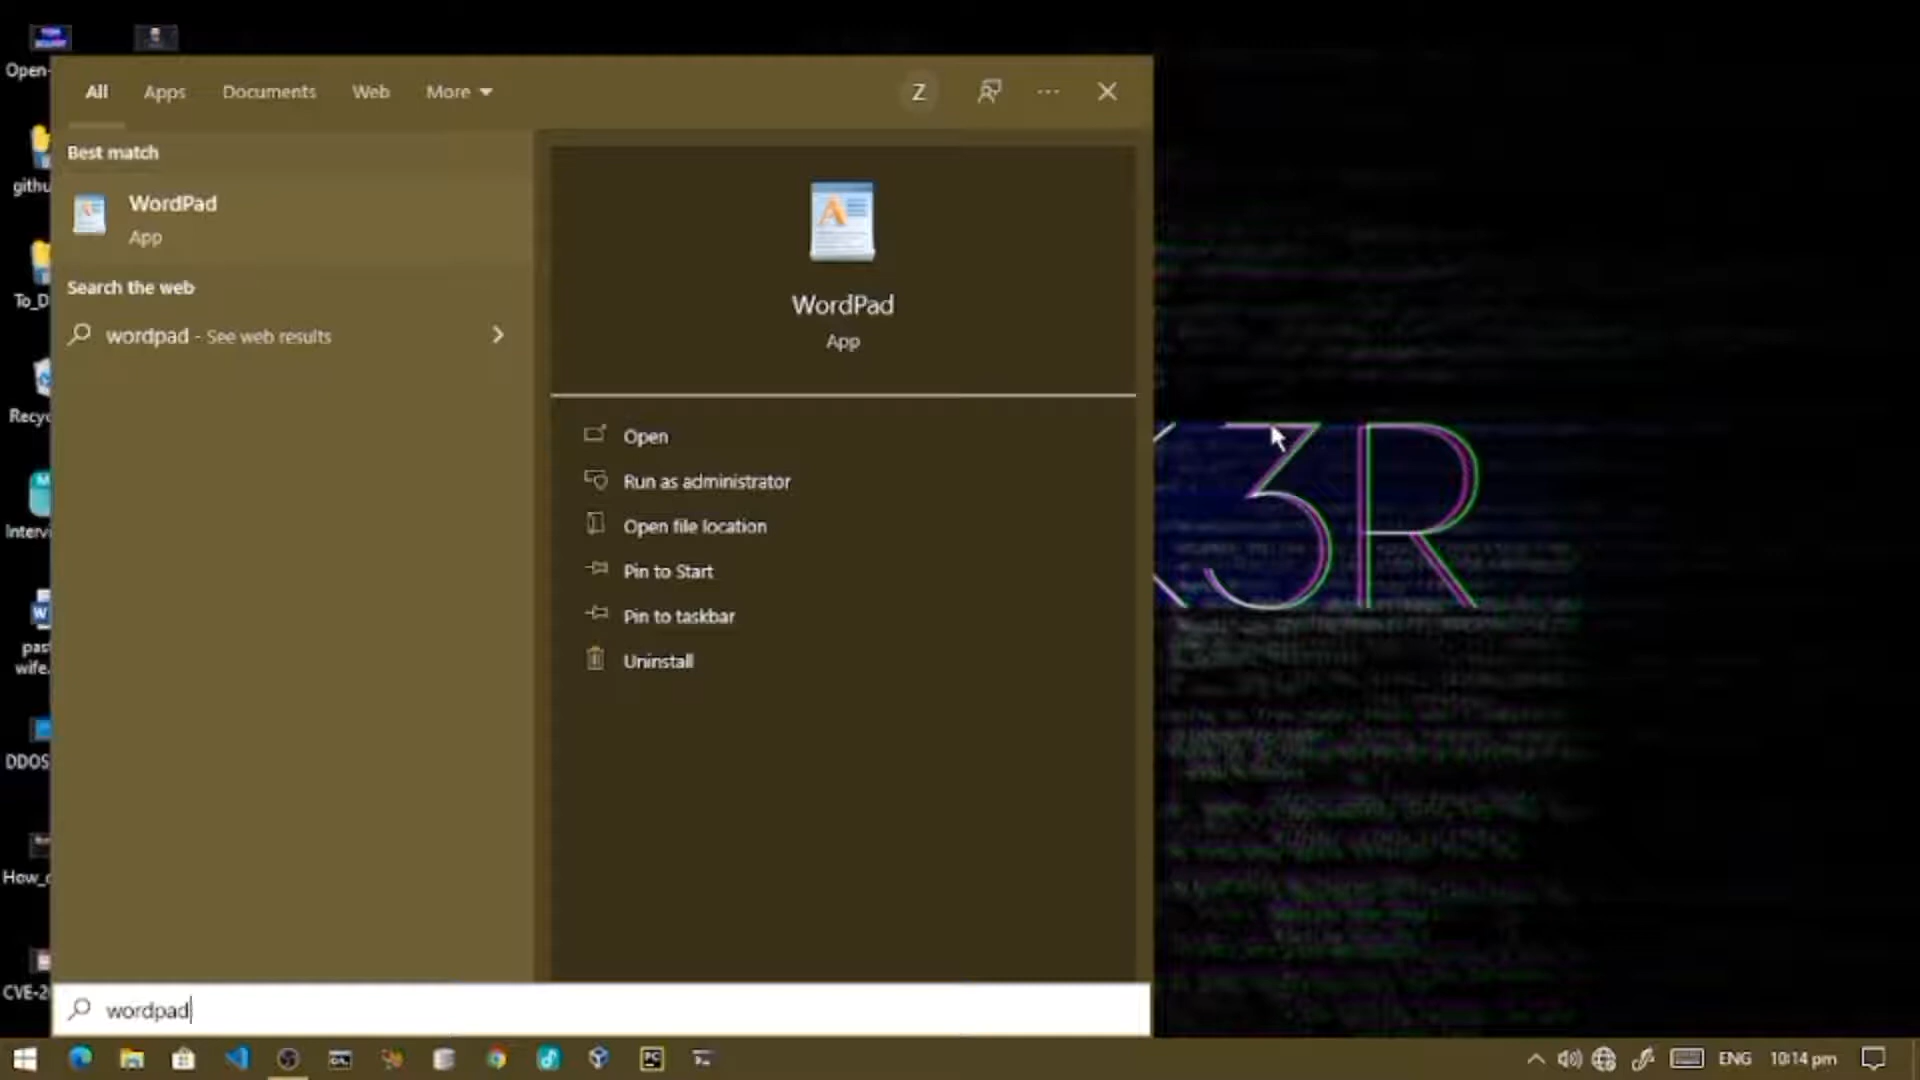 Open-
All
Apps
Documents
Web
More
Z
Best match
WordPad
App
Search the web
wordpad - See web results
WordPad
App
Open
Run as administrator
Open file location
Pin to Start
Pin to taskbar
Uninstall
githu
To_D
Recyc
Intervi
wife.
DDOS
How_
CVE-2
3R
wordpad
ENG
10:14 pm